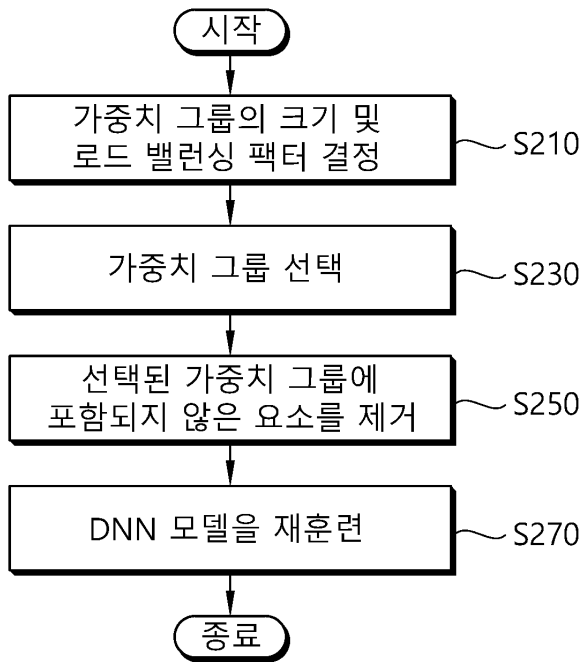 시작
가중치 그룹의 크기 및
로드 밸런싱 팩터 결정
S210
가중치 그룹 선택
S230
선택된 가중치 그룹에
포함되지 않은 요소를 제거
S250
DNN 모델을 재훈련
S270
종료